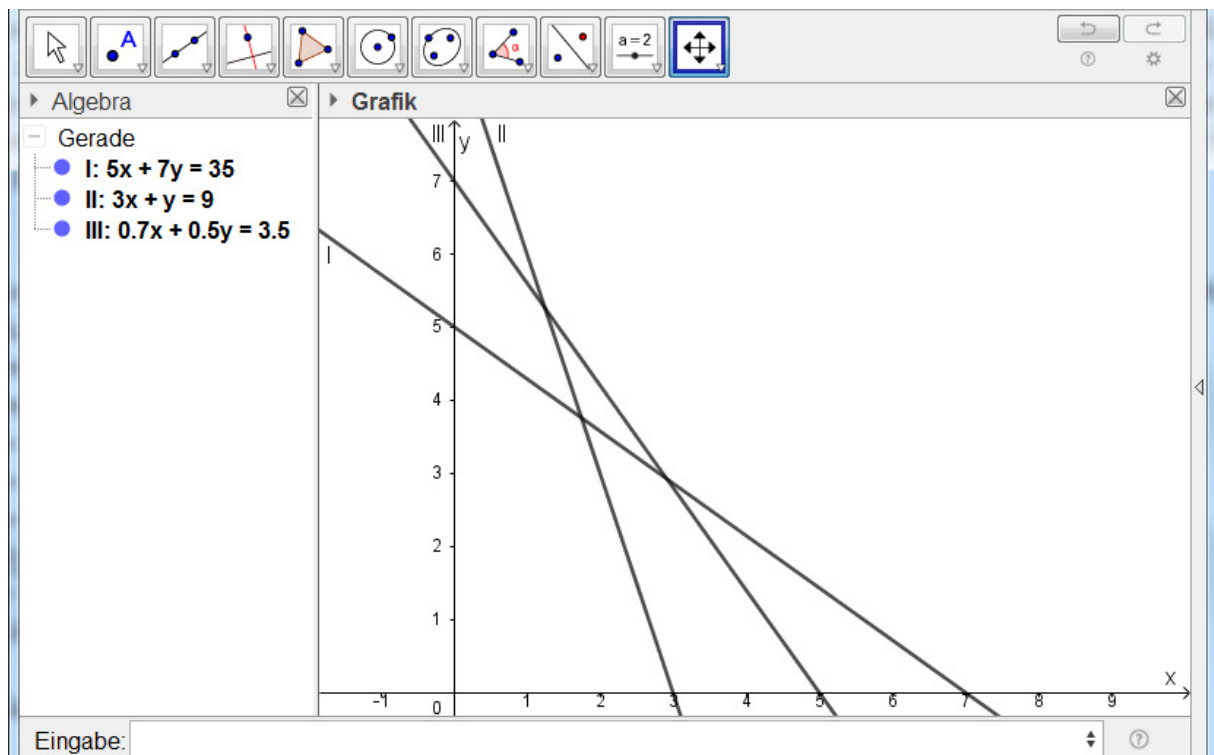 A
α
a=2
Algebra
Grafik
Gerade
I: 5x + 7y = 35
II: 3x + y = 9
III: 0.7x + 0.5y = 3.5
III y II
7
I
6
5
4
3
2
1
x
-1 0 1 2 3 4 5 6 7 8 9
Eingabe:
?